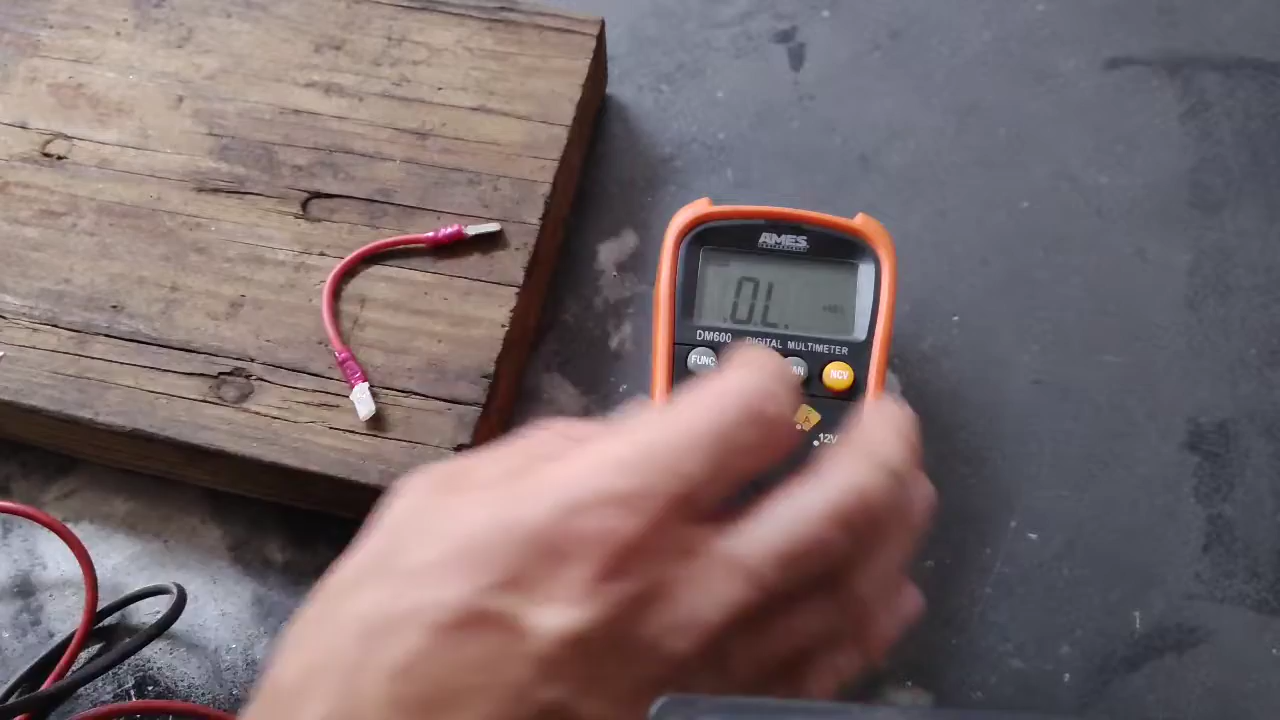 AMES
.0L.
DM600 DIGITAL MULTIMETER
FUNC
NCV
A
12V